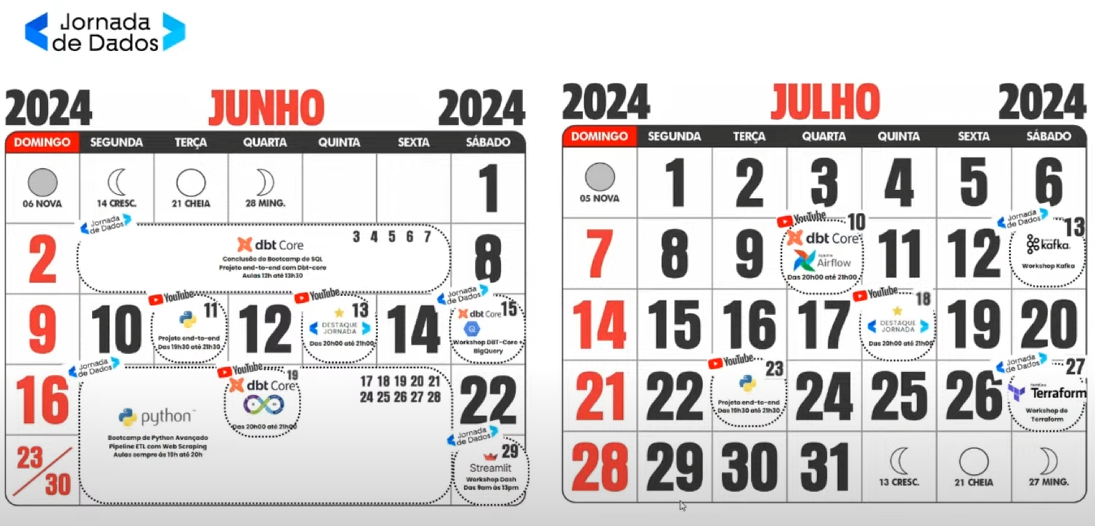 Jornada
de Dados
2024 JUNHO 2024
DOMINGO SEGUNDA TERÇA QUARTA QUINTA SEXTA SÁBADO
06 NOVA 14 CRESC. 21 CHEIA 28 MING. 1
2
Jornada
de Dados
3 4 5 6 7
dbt Core
Conclusão do Bootcamp de SQL
Projeto end-to-end com Dbt-core
Aulas 12h até 13h30
8
9 10
YouTube
11
Projeto end-to-end
Das 19h30 até 21h30
12
YouTube
13
DESTAQUE
JORNADA
Das 20h00 até 21h00
14
Jornada
de Dados
15
dbt Core
Workshop DBT-Core +
BigQuery
16
Jornada
de Dados
python
Bootcamp de Python Avançado
Pipeline ETL com Web Scraping
Aulas sempre às 19h até 20h
YouTube
19
dbt Core
Das 20h00 até 21h00
17 18 19 20 21
24 25 26 27 28
22
23 / 30
Jornada
de Dados
29
Streamlit
Workshop Dash
Das 9am às 13pm
2024 JULHO 2024
DOMINGO SEGUNDA TERÇA QUARTA QUINTA SEXTA SÁBADO
05 NOVA 1 2 3 4 5 6
7 8 9
YouTube
10
dbt Core
Apache
Airflow
Das 20h00 até 21h00
11 12
Jornada
de Dados
13
kafka
Workshop Kafka
14 15 16 17
YouTube
18
DESTAQUE
JORNADA
Das 20h00 até 21h00
19 20
21 22
YouTube
23
Projeto end-to-end
Das 19h30 até 21h30
24 25 26
Jornada
de Dados
27
HashiCorp
Terraform
Workshop de
Terraform
28 29 30 31 13 CRESC. 21 CHEIA 27 MING.